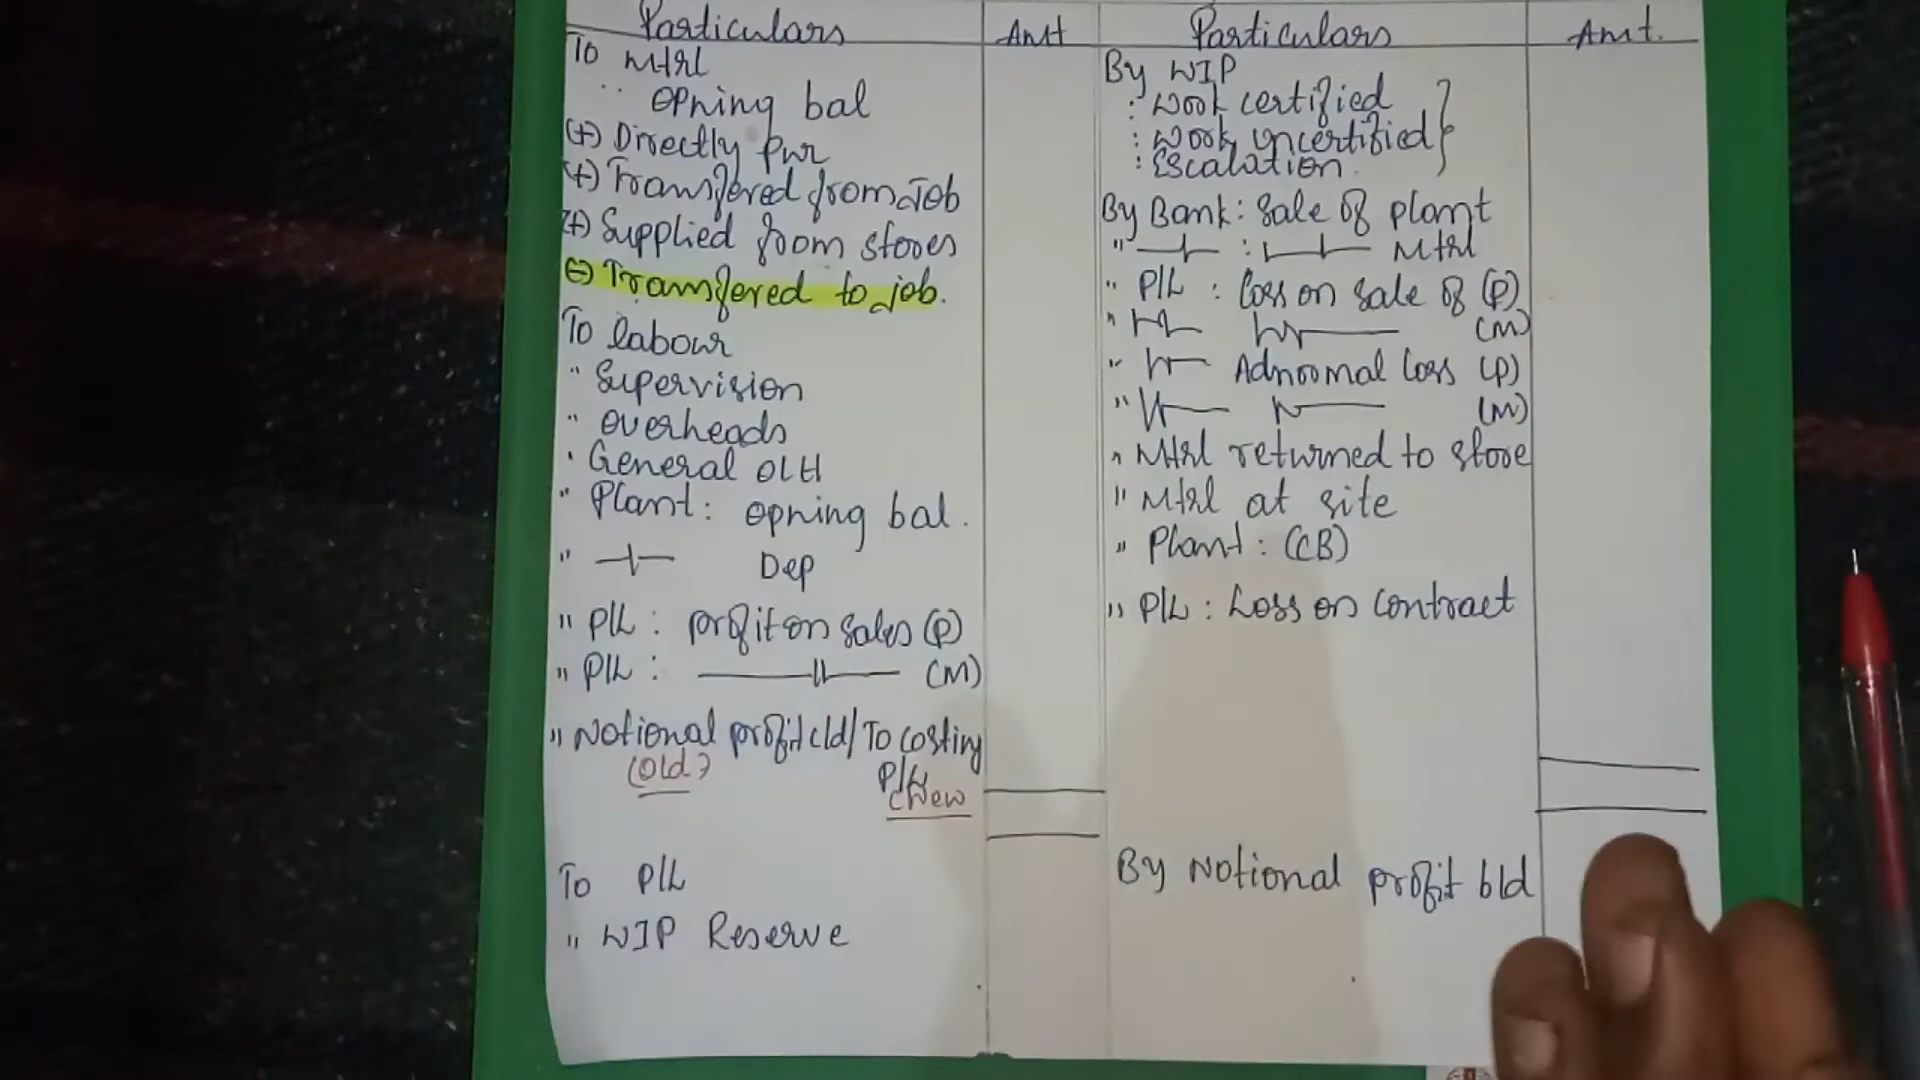 Particulars Amt Particulars Amt.
To Mtrl
opning bal
(+) Directly pur
(+) Transfered from Job
(+) Supplied from stores
(-) Transfered to job.
To labour
" Supervision
" overheads
" General O/H
" Plant: opning bal.
" Dep
" P/L : profit on sales (P)
" P/L : (M)
" Notional profit c/d / To costing
(old) P/L
(New
To P/L
" WIP Reserve
By WIP
: Work certified
: Work uncertified
: Escalation.
By Bank: Sale of plant
" : Mtrl
" P/L : Loss on sale of (P)
" (M)
" Adnormal loss (P)
" (M)
" Mtrl returned to store
" Mtrl at site
" Plant: (CB)
" P/L : Loss on contract
By Notional profit b/d